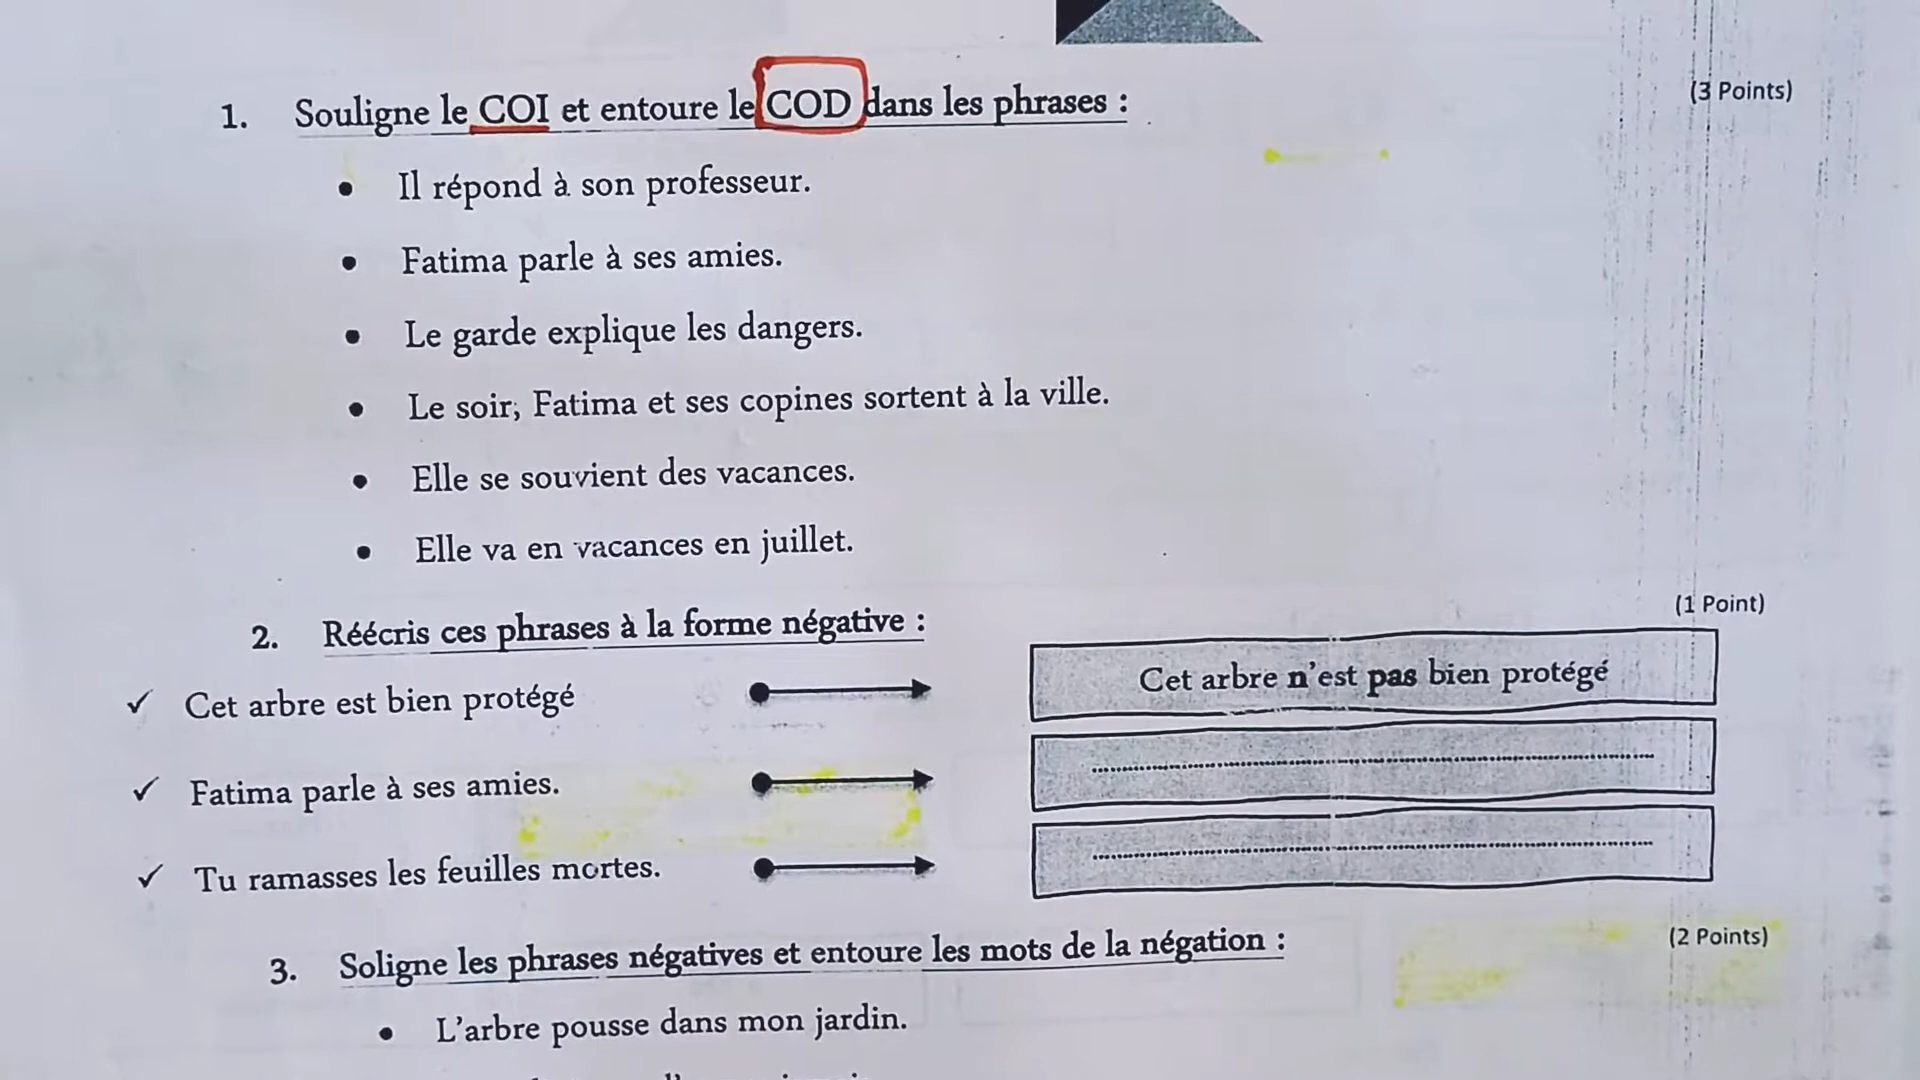 1. Souligne le COI et entoure le COD dans les phrases :
(3 Points)
• Il répond à son professeur.
• Fatima parle à ses amies.
• Le garde explique les dangers.
• Le soir, Fatima et ses copines sortent à la ville.
• Elle se souvient des vacances.
• Elle va en vacances en juillet.
2. Réécris ces phrases à la forme négative :
(1 Point)
✓ Cet arbre est bien protégé
Cet arbre n'est pas bien protégé
✓ Fatima parle à ses amies.
✓ Tu ramasses les feuilles mortes.
3. Soligne les phrases négatives et entoure les mots de la négation :
(2 Points)
• L'arbre pousse dans mon jardin.